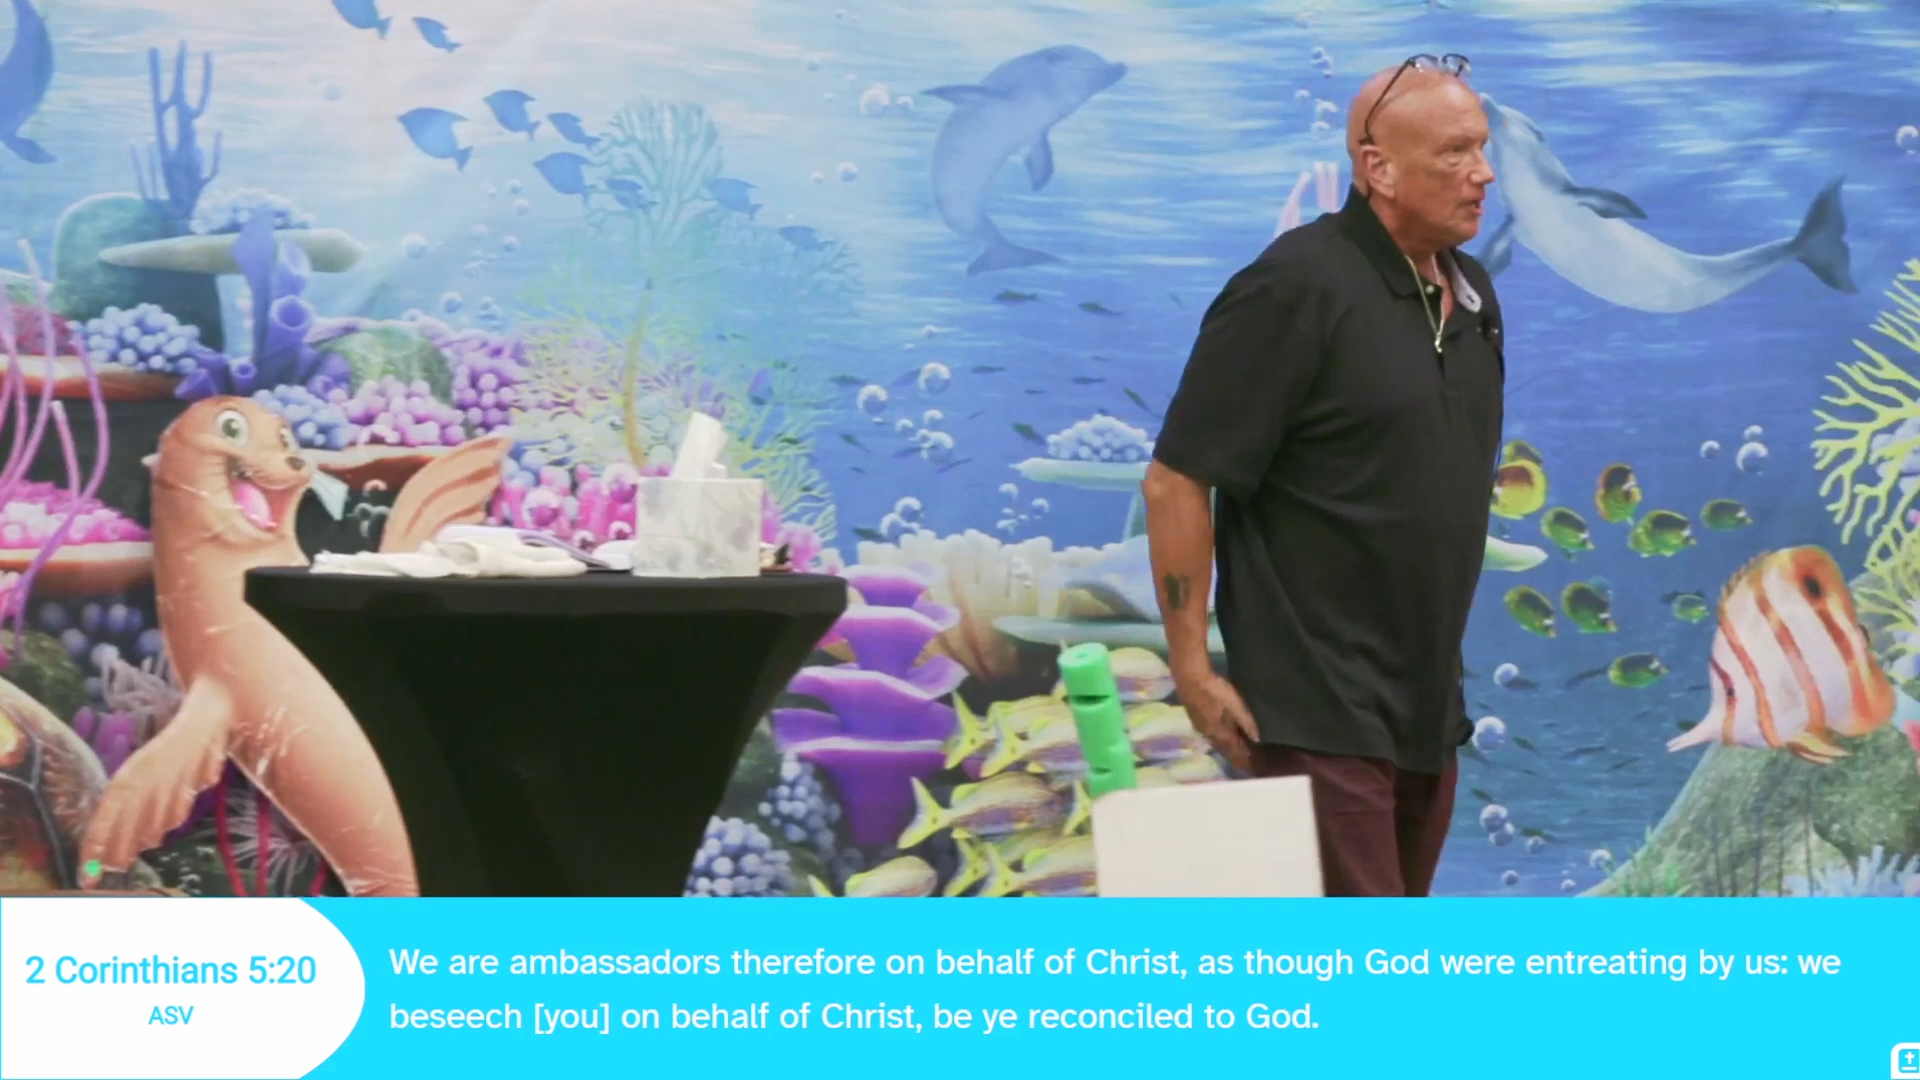 2 Corinthians 5:20
ASV
We are ambassadors therefore on behalf of Christ, as though God were entreating by us: we
beseech [you] on behalf of Christ, be ye reconciled to God.